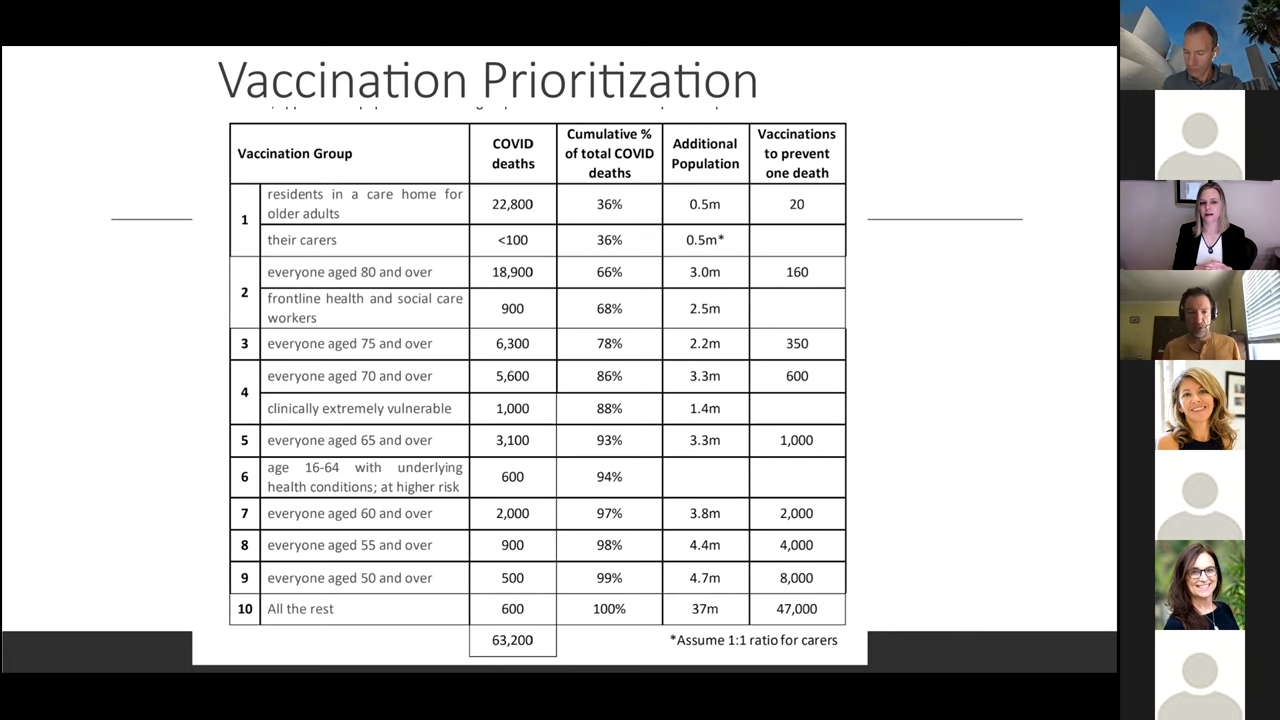 Vaccination Prioritization
Vaccination Group
COVID deaths
Cumulative % of total COVID deaths
Additional Population
Vaccinations to prevent one death
1
residents in a care home for older adults
22,800
36%
0.5m
20
their carers
<100
36%
0.5m*
2
everyone aged 80 and over
18,900
66%
3.0m
160
frontline health and social care workers
900
68%
2.5m
3
everyone aged 75 and over
6,300
78%
2.2m
350
4
everyone aged 70 and over
5,600
86%
3.3m
600
clinically extremely vulnerable
1,000
88%
1.4m
5
everyone aged 65 and over
3,100
93%
3.3m
1,000
6
age 16-64 with underlying health conditions; at higher risk
600
94%
7
everyone aged 60 and over
2,000
97%
3.8m
2,000
8
everyone aged 55 and over
900
98%
4.4m
4,000
9
everyone aged 50 and over
500
99%
4.7m
8,000
10
All the rest
600
100%
37m
47,000
63,200
*Assume 1:1 ratio for carers